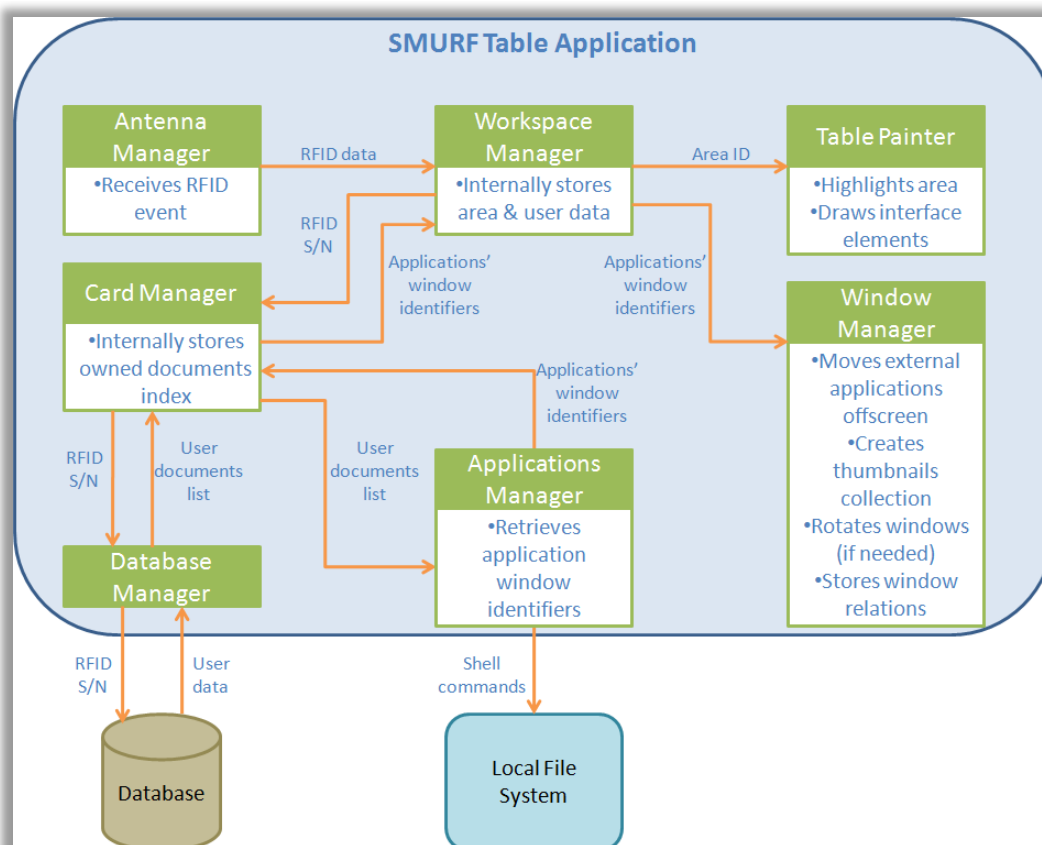 SMURF Table Application
Antenna
Manager
•Receives RFID
event
RFID data
Workspace
Manager
•Internally stores
area & user data
Area ID
Table Painter
•Highlights area
•Draws interface
elements
RFID
S/N
Applications’
window
identifiers
Applications’
window
identifiers
Card Manager
•Internally stores
owned documents
index
Window
Manager
•Moves external
applications
offscreen
•Creates
thumbnails
collection
•Rotates windows
(if needed)
•Stores window
relations
Applications’
window
identifiers
RFID
S/N
User
documents
list
User
documents
list
Applications
Manager
•Retrieves
application
window
identifiers
Database
Manager
RFID
S/N
User
data
Shell
commands
Database
Local File
System